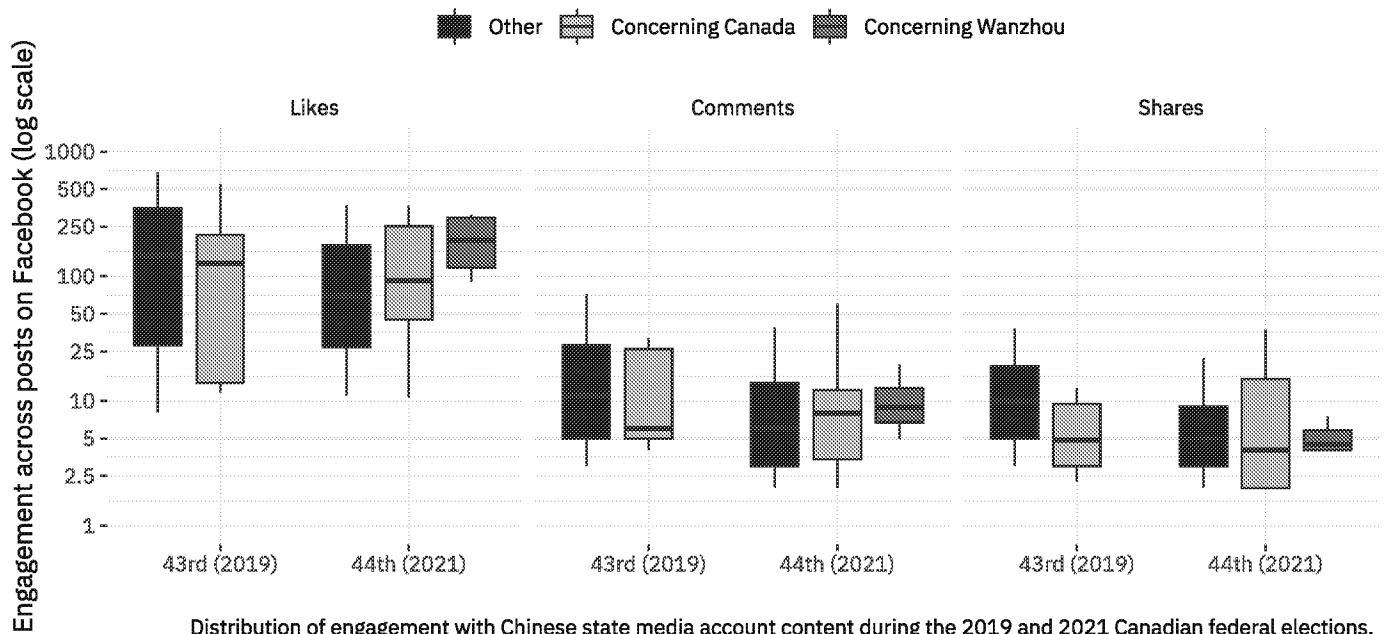 Other Concerning Canada Concerning Wanzhou
Engagement across posts on Facebook (log scale)
Likes Comments Shares
1000
500
250
100
50
25
10
5
2.5
1
43rd (2019) 44th (2021) 43rd (2019) 44th (2021) 43rd (2019) 44th (2021)
Distribution of engagement with Chinese state media account content during the 2019 and 2021 Canadian federal elections.